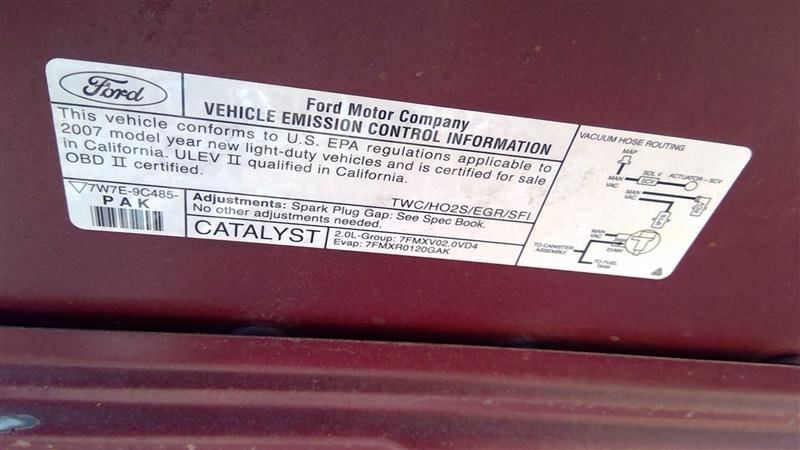 Ford
Ford Motor Company
VEHICLE EMISSION CONTROL INFORMATION
This vehicle conforms to U.S. EPA regulations applicable to
2007 model year new light-duty vehicles and is certified for sale
in California. ULEV II qualified in California.
OBD II certified.
7W7E-9C485-
PAK
Adjustments: Spark Plug Gap: See Spec Book.
No other adjustments needed.
TWC/HO2S/EGR/SFI
CATALYST
2.0L-Group: 7FMXV02.0VD4
Evap: 7FMXR0120GAK
VACUUM HOSE ROUTING
MAP
SOL V
SCV
ACTUATOR-SCV
MAN
VAC
MAN
VAC
MAN
VAC
TO CANISTER
ASSEMBLY
TO FUEL
TANK